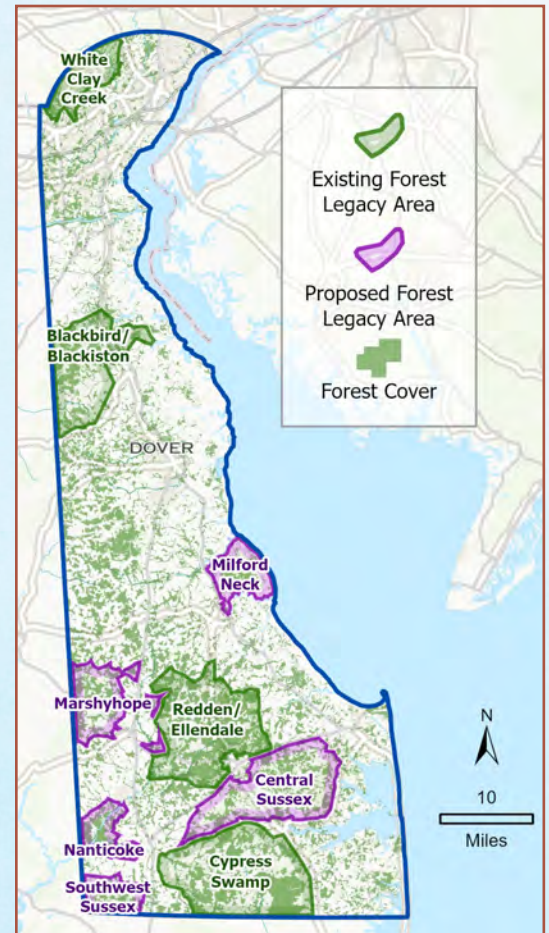 White
Clay
Creek
Existing Forest
Legacy Area
Proposed Forest
Legacy Area
Forest Cover
Blackbird/
Blackiston
DOVER
Milford
Neck
Marshyhope
Redden/
Ellendale
Central
Sussex
Nanticoke
Cypress
Swamp
Southwest
Sussex
N
10
Miles